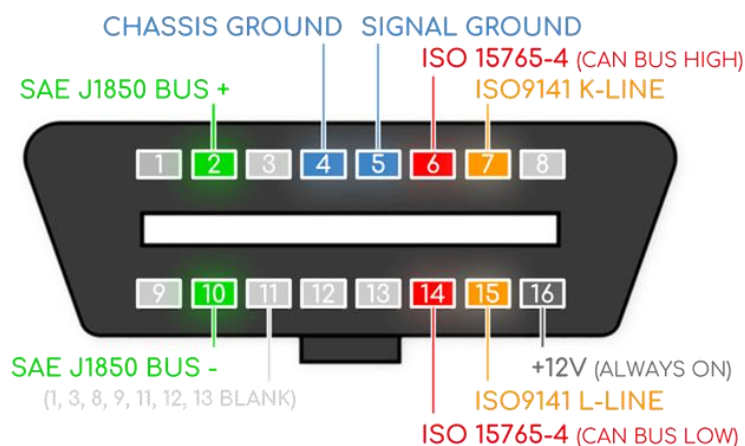 CHASSIS GROUND SIGNAL GROUND
ISO 15765-4 (CAN BUS HIGH)
SAE J1850 BUS + ISO9141 K-LINE
1 2 3 4 5 6 7 8
9 10 11 12 13 14 15 16
SAE J1850 BUS - +12V (ALWAYS ON)
(1, 3, 8, 9, 11, 12, 13 BLANK) ISO9141 L-LINE
ISO 15765-4 (CAN BUS LOW)